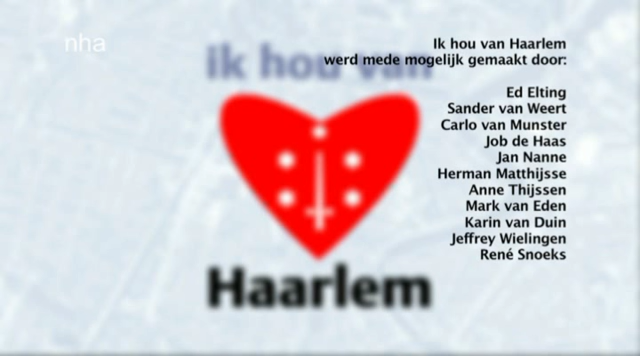 nha
Ik hou van Haarlem
werd mede mogelijk gemaakt door:
ik hou van
Ed Elting
Sander van Weert
Carlo van Munster
Job de Haas
Jan Nanne
Herman Matthijsse
Anne Thijssen
Mark van Eden
Karin van Duin
Jeffrey Wielingen
René Snoeks
Haarlem